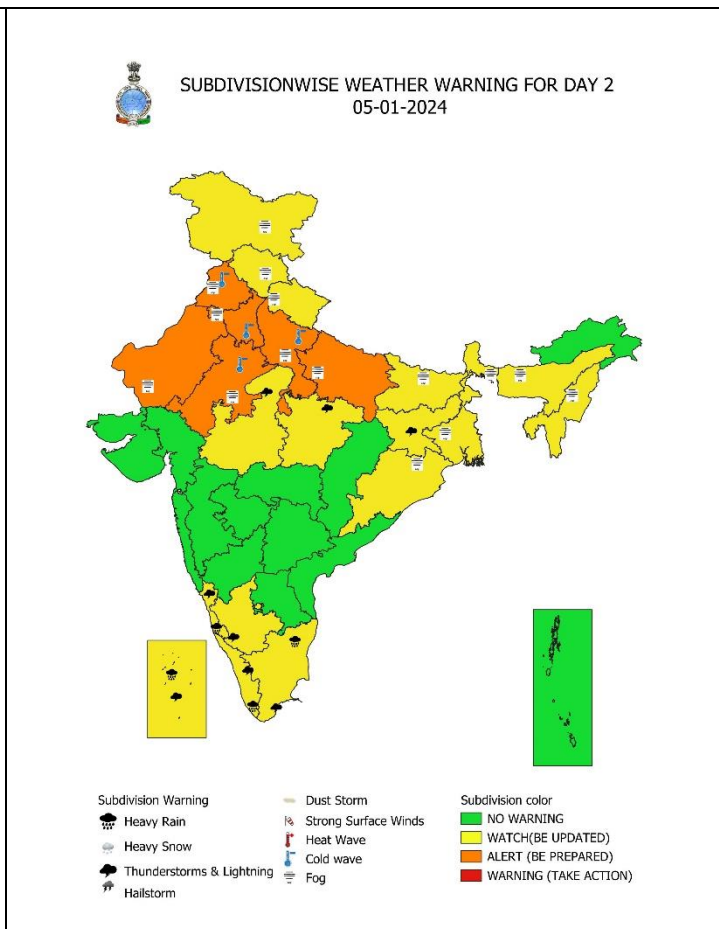 SUBDIVISIONWISE WEATHER WARNING FOR DAY 2
05-01-2024
Subdivision Warning
Heavy Rain
Heavy Snow
Thunderstorms & Lightning
Hailstorm
Dust Storm
Strong Surface Winds
Heat Wave
Cold wave
Fog
Subdivision color
NO WARNING
WATCH(BE UPDATED)
ALERT (BE PREPARED)
WARNING (TAKE ACTION)